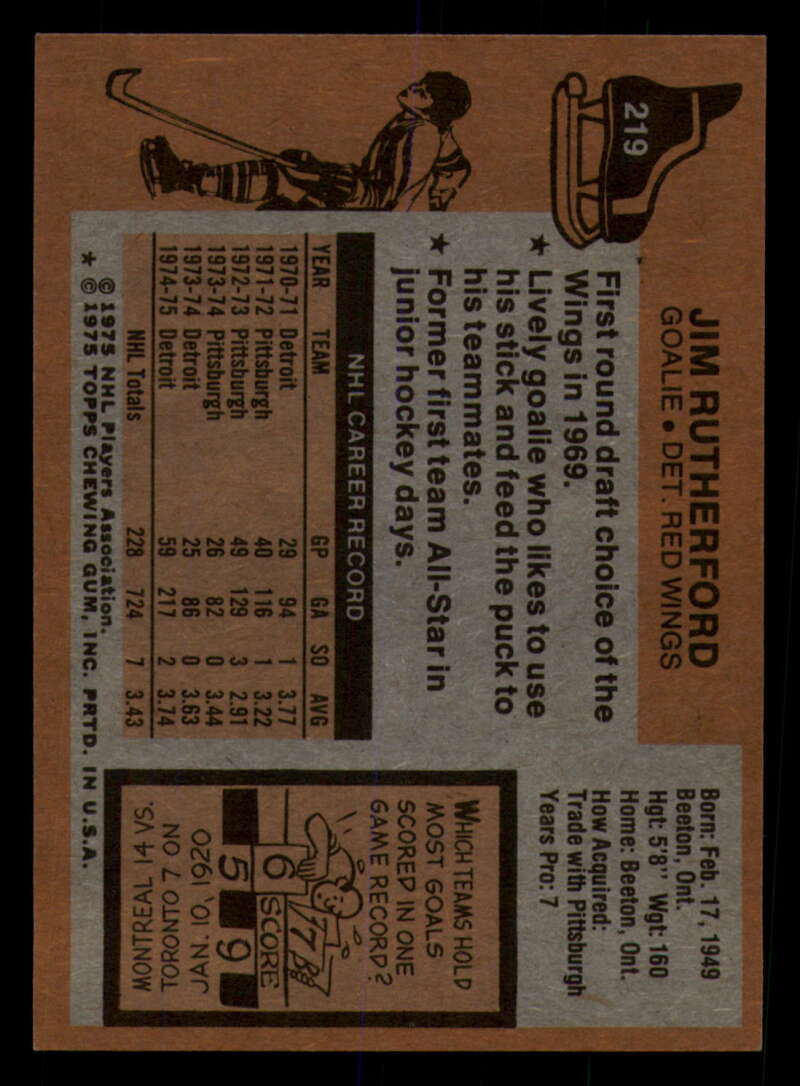 219
JIM RUTHERFORD
GOALIE • DET. RED WINGS
First round draft choice of the
Wings in 1969.
★ Lively goalie who likes to use
his stick and feed the puck to
his teammates.
★ Former first team All-Star in
junior hockey days.
NHL CAREER RECORD
YEAR TEAM GP GA SO AVG
1970-71 Detroit 29 94 1 3.77
1971-72 Pittsburgh 40 116 1 3.22
1972-73 Pittsburgh 49 129 3 2.91
1973-74 Pittsburgh 26 82 0 3.44
1973-74 Detroit 25 86 0 3.63
1974-75 Detroit 59 217 2 3.74
NHL Totals 228 724 7 3.43
© 1975 NHL Players Association.
★ © 1975 TOPPS CHEWING GUM, INC. PRTD. IN U.S.A.
Born: Feb. 17, 1949
Beeton, Ont.
Hgt: 5'8" Wgt: 160
Home: Beeton, Ont.
How Acquired:
Trade with Pittsburgh
Years Pro: 7
WHICH TEAMS HOLD
MOST GOALS
SCORED IN ONE
GAME RECORD?
7
6 SCORE
5 9
JAN. 10, 1920
TORONTO 7 ON
MONTREAL 14 VS.